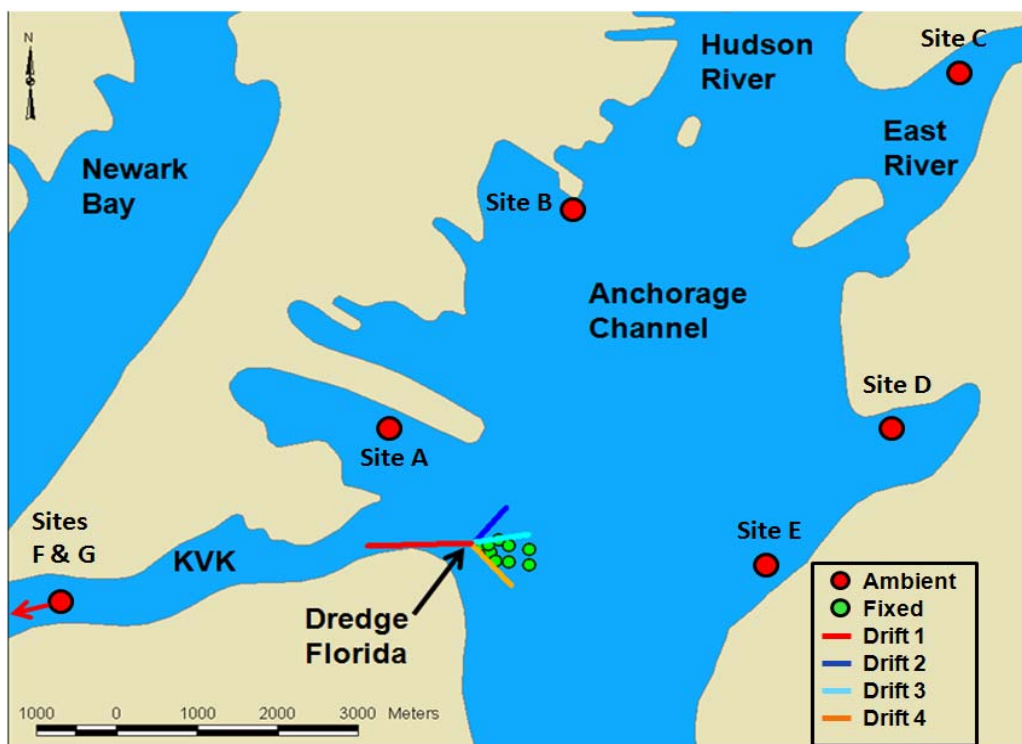 N
Hudson
River
Site C
East
River
Newark
Bay
Site B
Anchorage
Channel
Site D
Site A
Sites
F & G
KVK
Site E
Dredge
Florida
Ambient
Fixed
Drift 1
Drift 2
Drift 3
Drift 4
1000 0 1000 2000 3000 Meters